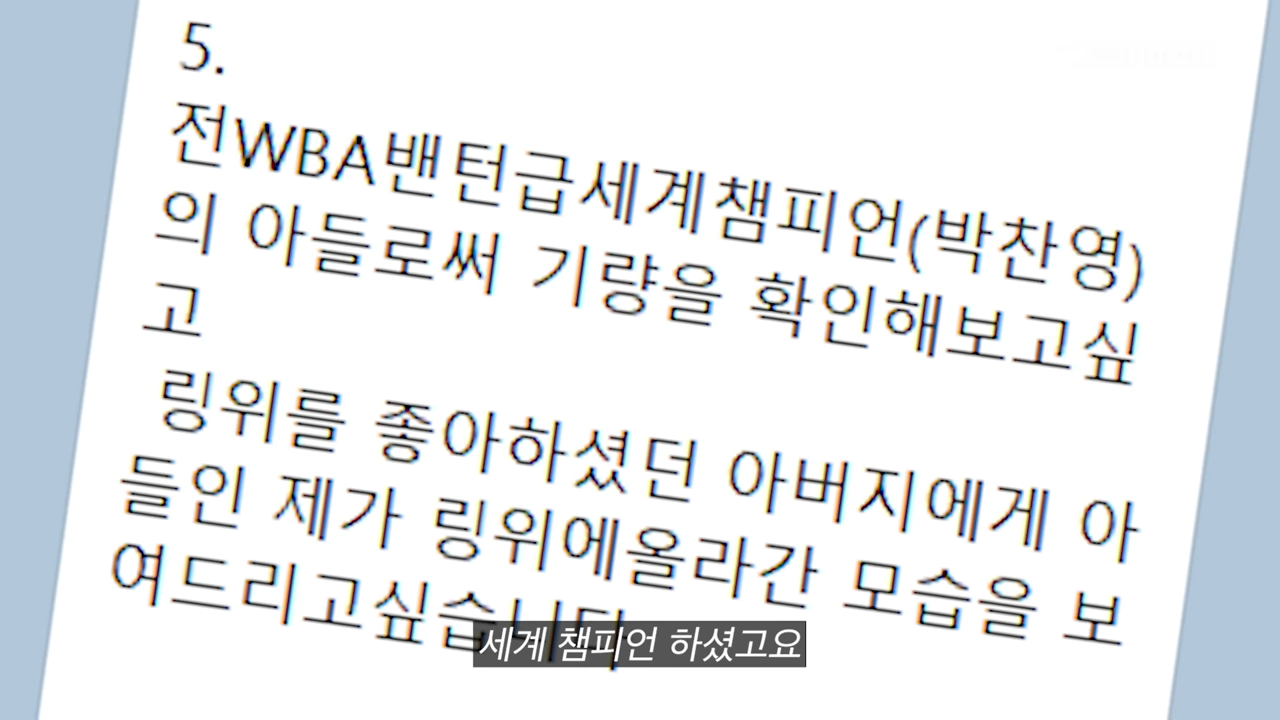 5.
전WBA밴턴급세계챔피언(박찬영)
의 아들로써 기량을 확인해보고싶
고
링위를 좋아하셨던 아버지에게 아
들인 제가 링위에올라간 모습을 보
여드리고싶습니다
세계 챔피언 하셨고요